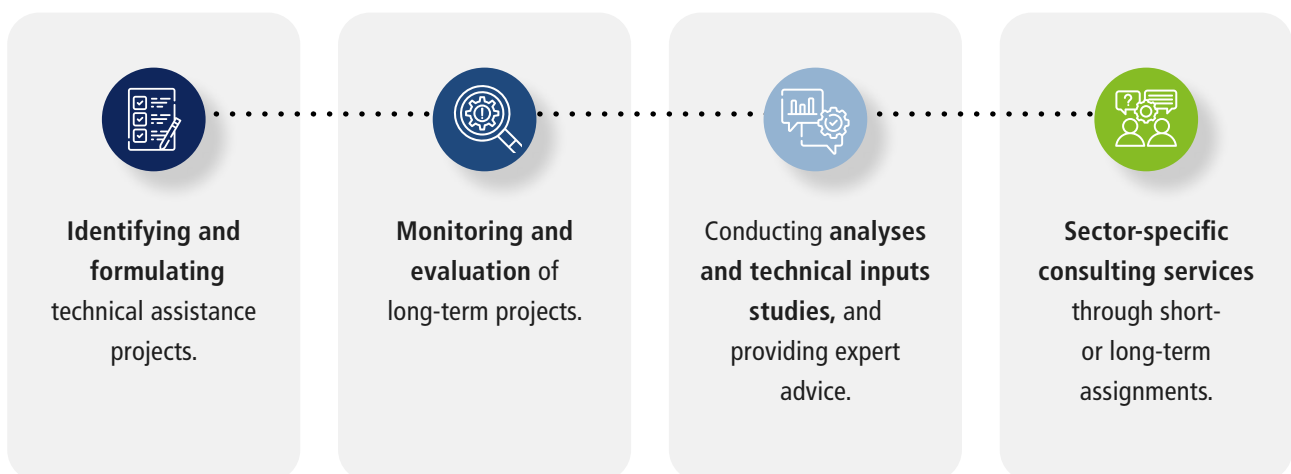 Identifying and
formulating
technical assistance
projects.
Monitoring and
evaluation of
long-term projects.
Conducting analyses
and technical inputs
studies, and
providing expert
advice.
Sector-specific
consulting services
through short-
or long-term
assignments.